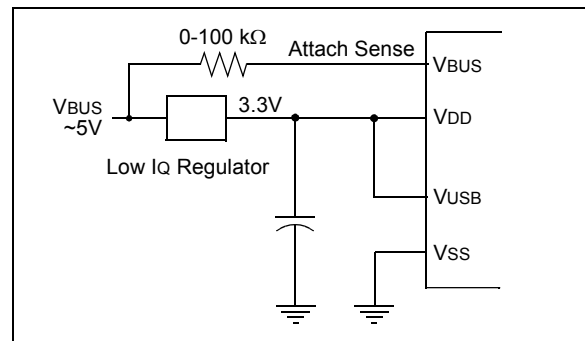 0-100 kΩ
Attach Sense
VBUS
VBUS
~5V
3.3V
VDD
Low IQ Regulator
VUSB
VSS